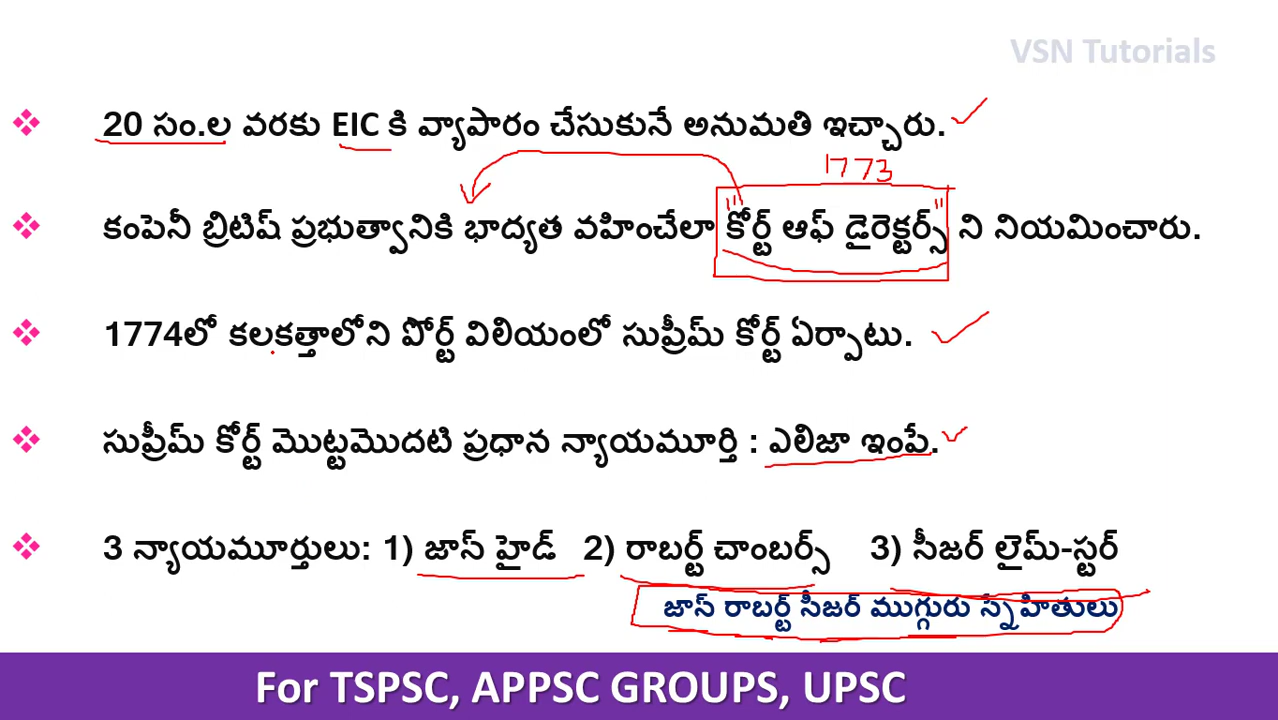 VSN Tutorials
❖ 20 సం.ల వరకు EIC కి వ్యాపారం చేసుకునే అనుమతి ఇచ్చారు.
1773
❖ కంపెనీ బ్రిటిష్ ప్రభుత్వానికి భాద్యత వహించేలా "కోర్ట్ ఆఫ్ డైరెక్టర్స్" ని నియమించారు.
❖ 1774లో కలకత్తాలోని పోర్ట్ విలియంలో సుప్రీమ్ కోర్ట్ ఏర్పాటు.
❖ సుప్రీమ్ కోర్ట్ మొట్టమొదటి ప్రధాన న్యాయమూర్తి : ఎలిజా ఇంపే.
❖ 3 న్యాయమూర్తులు: 1) జాస్ హైడ్ 2) రాబర్ట్ చాంబర్స్ 3) సీజర్ లైమ్-స్టర్
జాస్ రాబర్ట్ సీజర్ ముగ్గురు స్నేహితులు
For TSPSC, APPSC GROUPS, UPSC